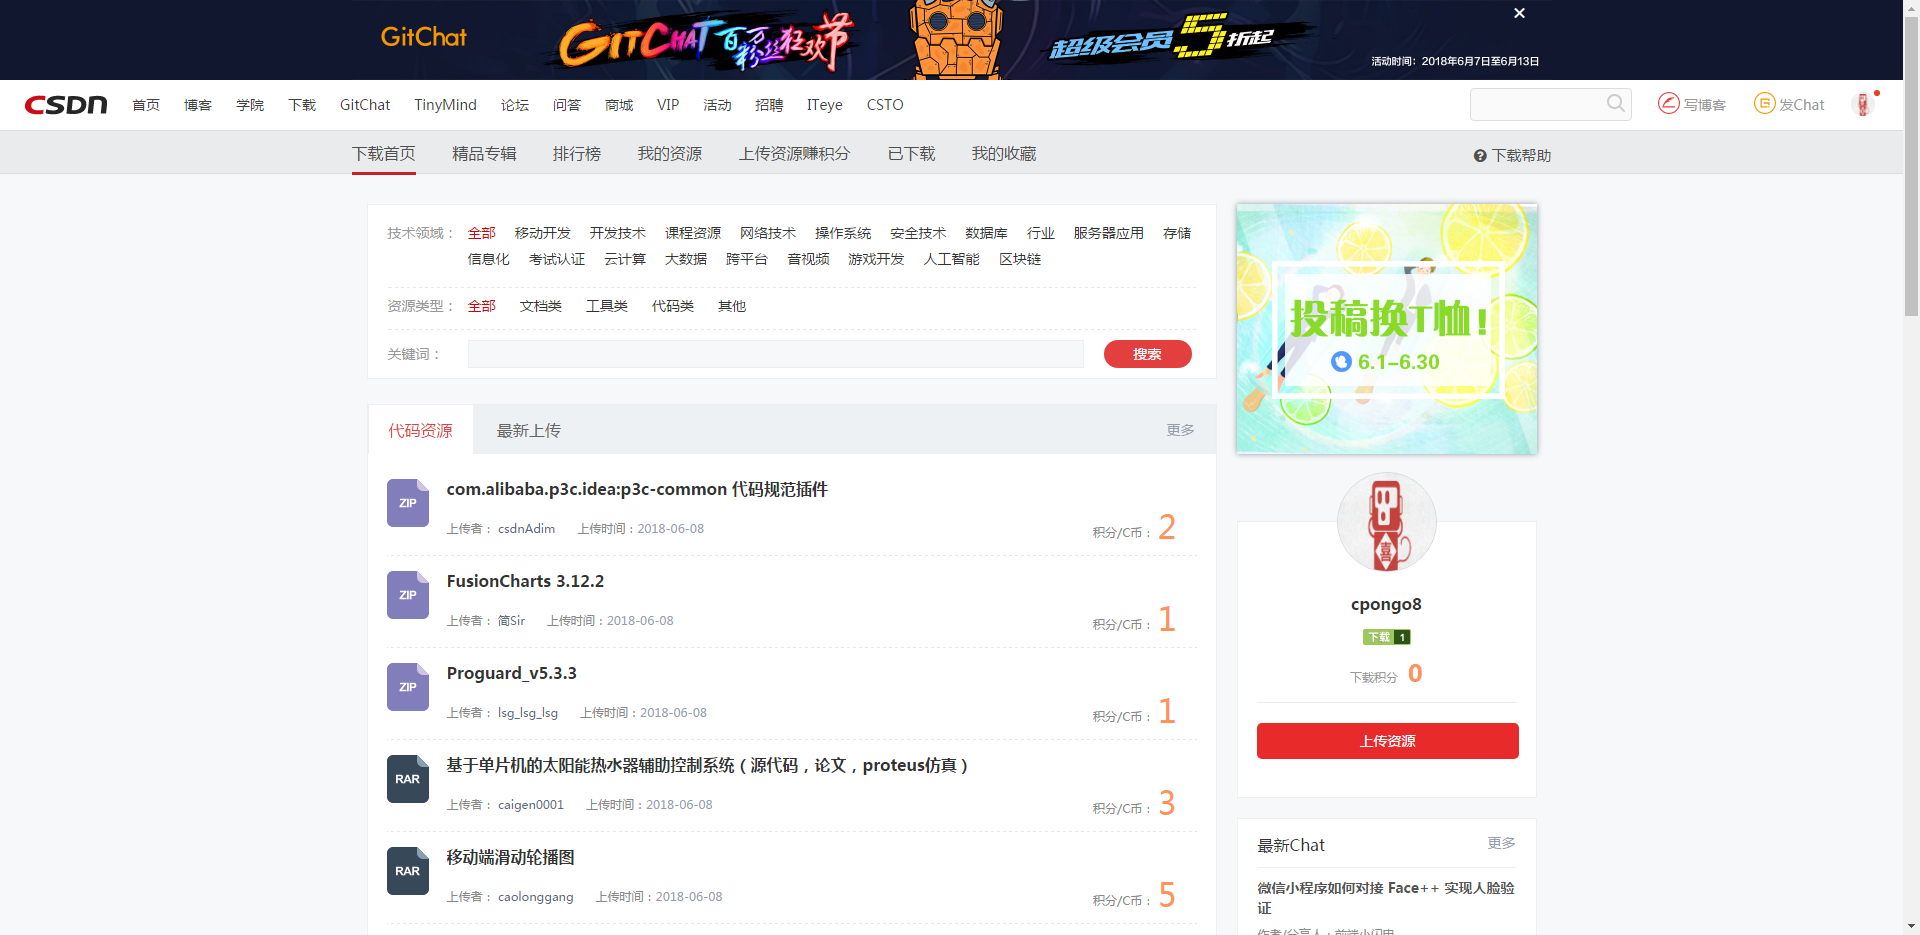 GitChat GITCHAT百万粉丝狂欢节 超级会员5折起
活动时间：2018年6月7日至6月13日
CSDN 首页 博客 学院 下载 GitChat TinyMind 论坛 问答 商城 VIP 活动 招聘 ITeye CSTO 写博客 发Chat
下载首页 精品专辑 排行榜 我的资源 上传资源赚积分 已下载 我的收藏 下载帮助
技术领域： 全部 移动开发 开发技术 课程资源 网络技术 操作系统 安全技术 数据库 行业 服务器应用 存储
信息化 考试认证 云计算 大数据 跨平台 音视频 游戏开发 人工智能 区块链
资源类型： 全部 文档类 工具类 代码类 其他
关键词： 搜索
投稿换T恤!
6.1-6.30
代码资源 最新上传 更多
ZIP com.alibaba.p3c.idea:p3c-common 代码规范插件
上传者： csdnAdim 上传时间：2018-06-08 积分/C币： 2
ZIP FusionCharts 3.12.2
上传者： 简Sir 上传时间：2018-06-08 积分/C币： 1
ZIP Proguard_v5.3.3
上传者： lsg_lsg_lsg 上传时间：2018-06-08 积分/C币： 1
RAR 基于单片机的太阳能热水器辅助控制系统（源代码，论文，proteus仿真）
上传者： caigen0001 上传时间：2018-06-08 积分/C币： 3
RAR 移动端滑动轮播图
上传者： caolonggang 上传时间：2018-06-08 积分/C币： 5
喜
cpongo8
下载 1
下载积分 0
上传资源
最新Chat 更多
微信小程序如何对接 Face++ 实现人脸验
证
作者/分享人：前端小闪电